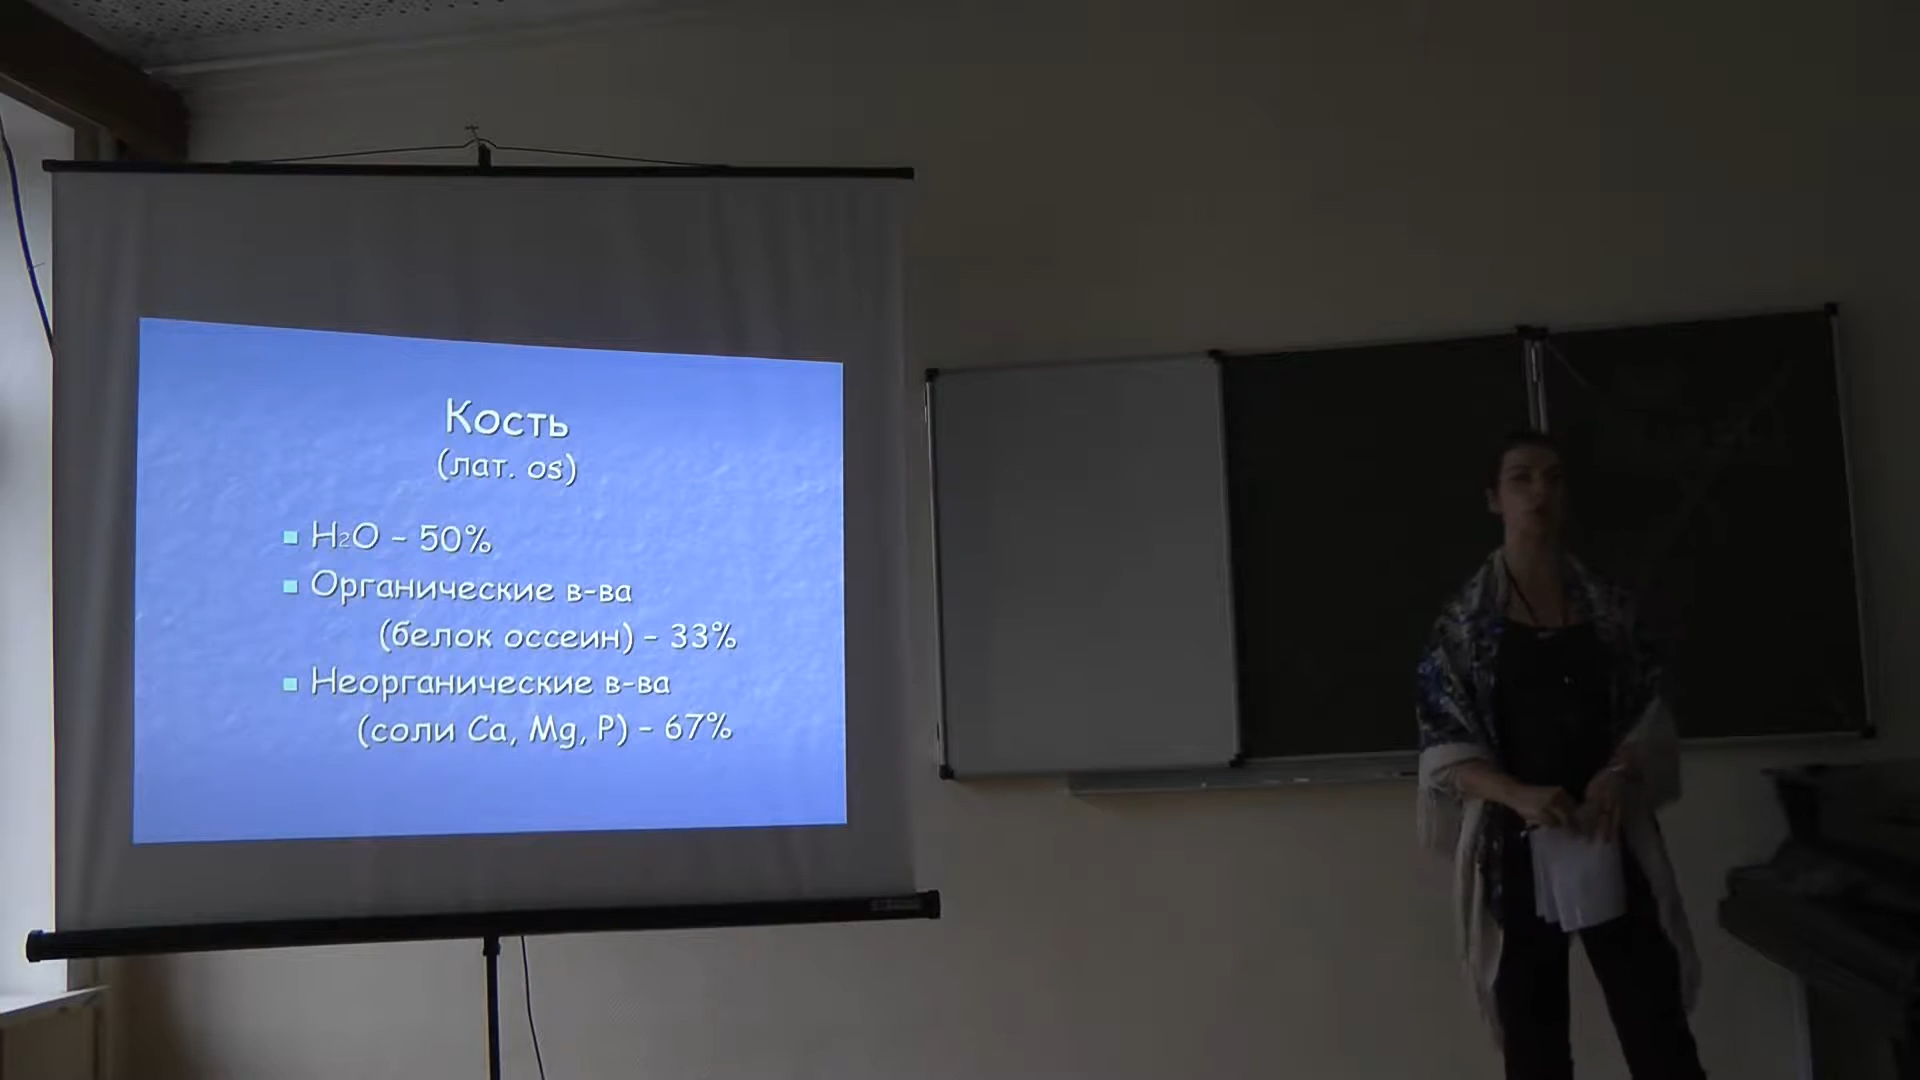 Кость
(лат. os)
H₂O – 50%
Органические в-ва
(белок оссеин) – 33%
Неорганические в-ва
(соли Ca, Mg, P) – 67%